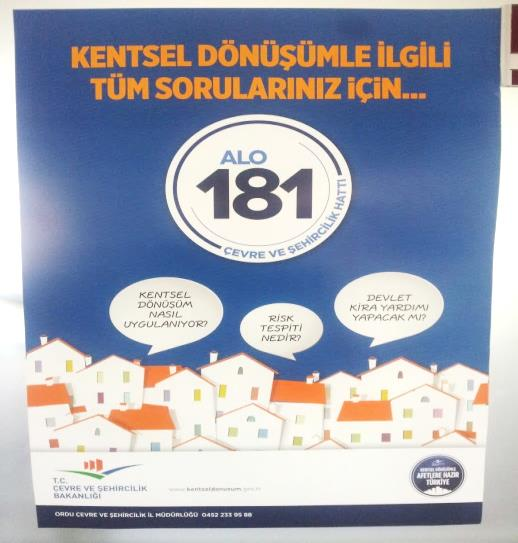 KENTSEL DÖNÜŞÜMLE İLGİLİ
TÜM SORULARINIZ İÇİN...
ALO
181
ÇEVRE VE ŞEHİRCİLİK HATTI
KENTSEL
DÖNÜŞÜM
NASIL
UYGULANIYOR?
RİSK
TESPİTİ
NEDİR?
DEVLET
KİRA YARDIMI
YAPACAK MI?
T.C.
ÇEVRE VE ŞEHİRCİLİK
BAKANLIĞI
www.kentseldonusum.gov.tr
KENTSEL DÖNÜŞÜMLE
AFETLERE HAZIR
TÜRKİYE
ORDU ÇEVRE VE ŞEHİRCİLİK İL MÜDÜRLÜĞÜ 0452 233 95 88